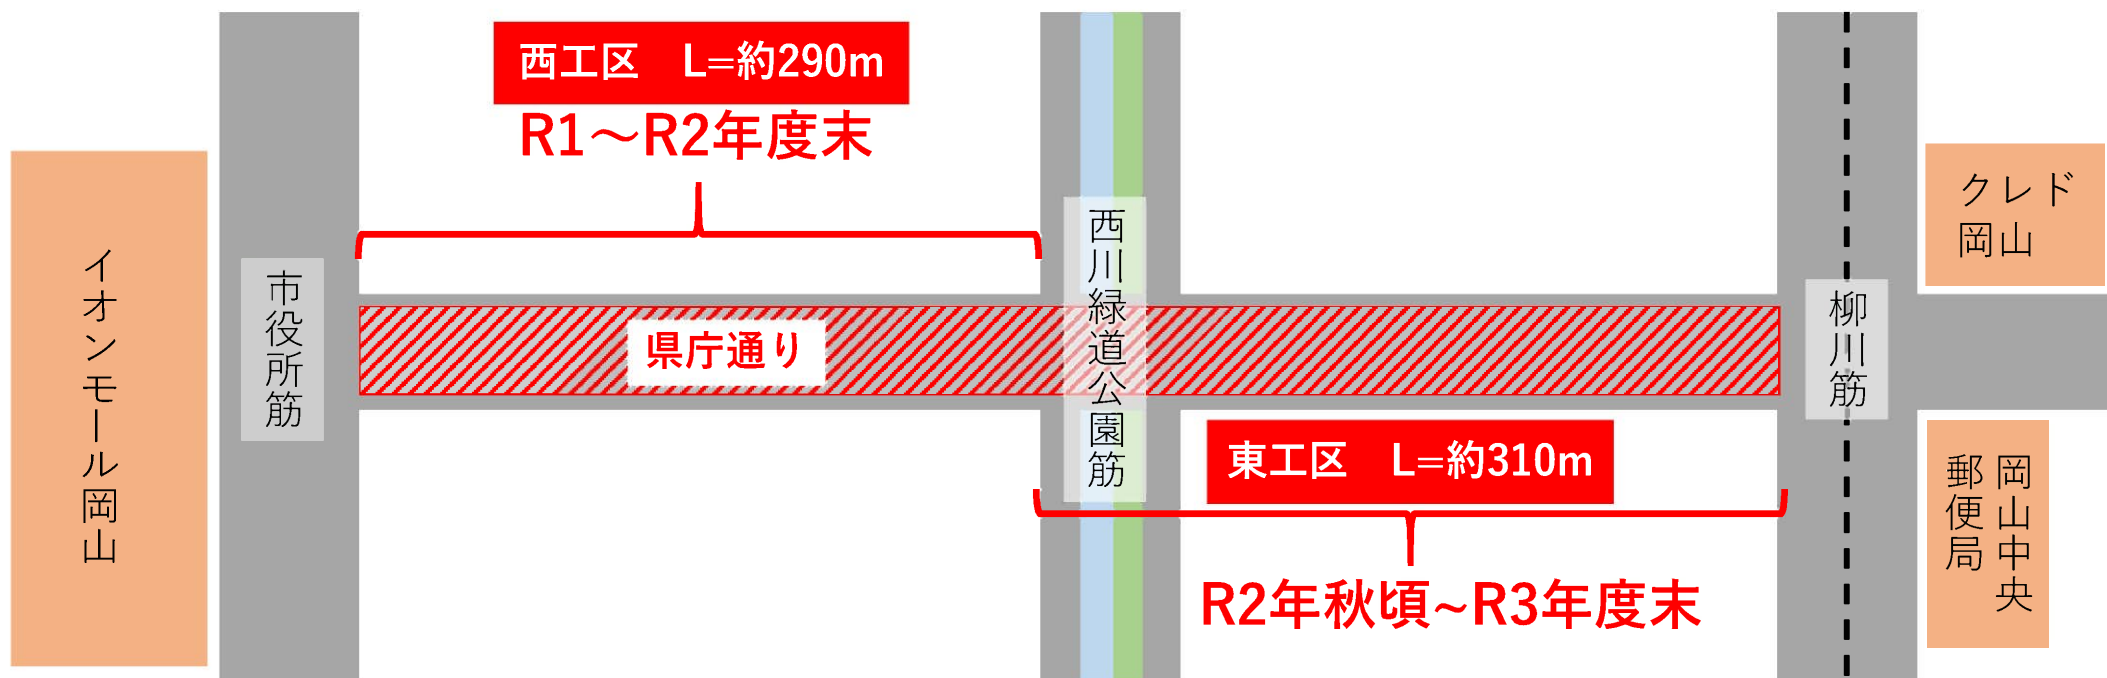 西工区　L=約290m
R1～R2年度末
イオンモール岡山
市役所筋
県庁通り
西川緑道公園筋
柳川筋
クレド
岡山
東工区　L=約310m
R2年秋頃~R3年度末
岡山中央
郵便局